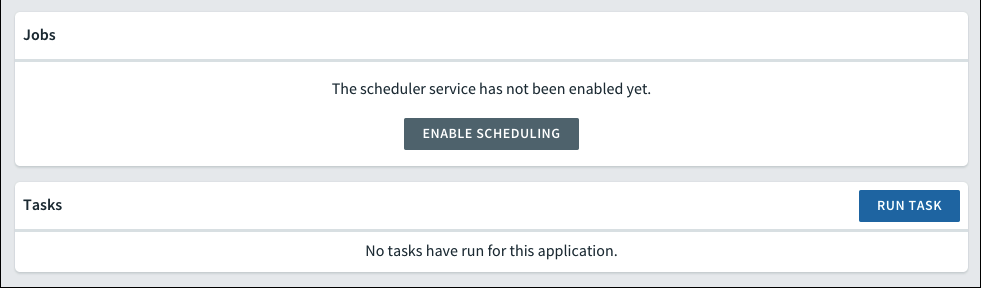 Jobs
The scheduler service has not been enabled yet.
ENABLE SCHEDULING
Tasks
RUN TASK
No tasks have run for this application.